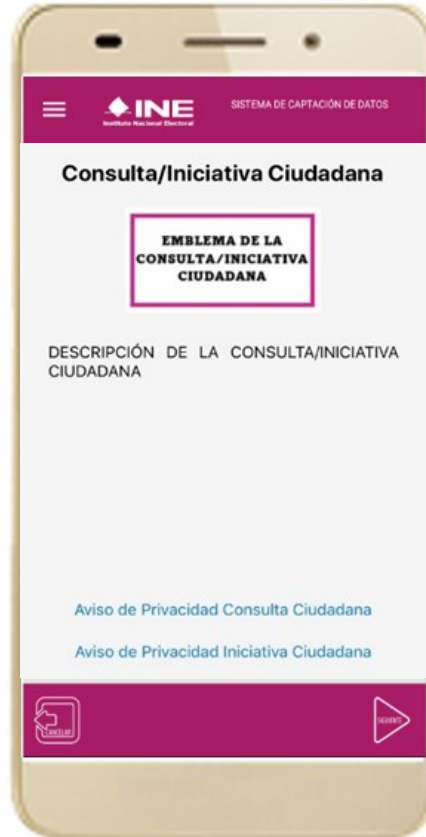 INE
Instituto Nacional Electoral
SISTEMA DE CAPTACIÓN DE DATOS
Consulta/Iniciativa Ciudadana
EMBLEMA DE LA
CONSULTA/INICIATIVA
CIUDADANA
DESCRIPCIÓN DE LA CONSULTA/INICIATIVA
CIUDADANA
Aviso de Privacidad Consulta Ciudadana
Aviso de Privacidad Iniciativa Ciudadana
CANCELAR
SIGUIENTE